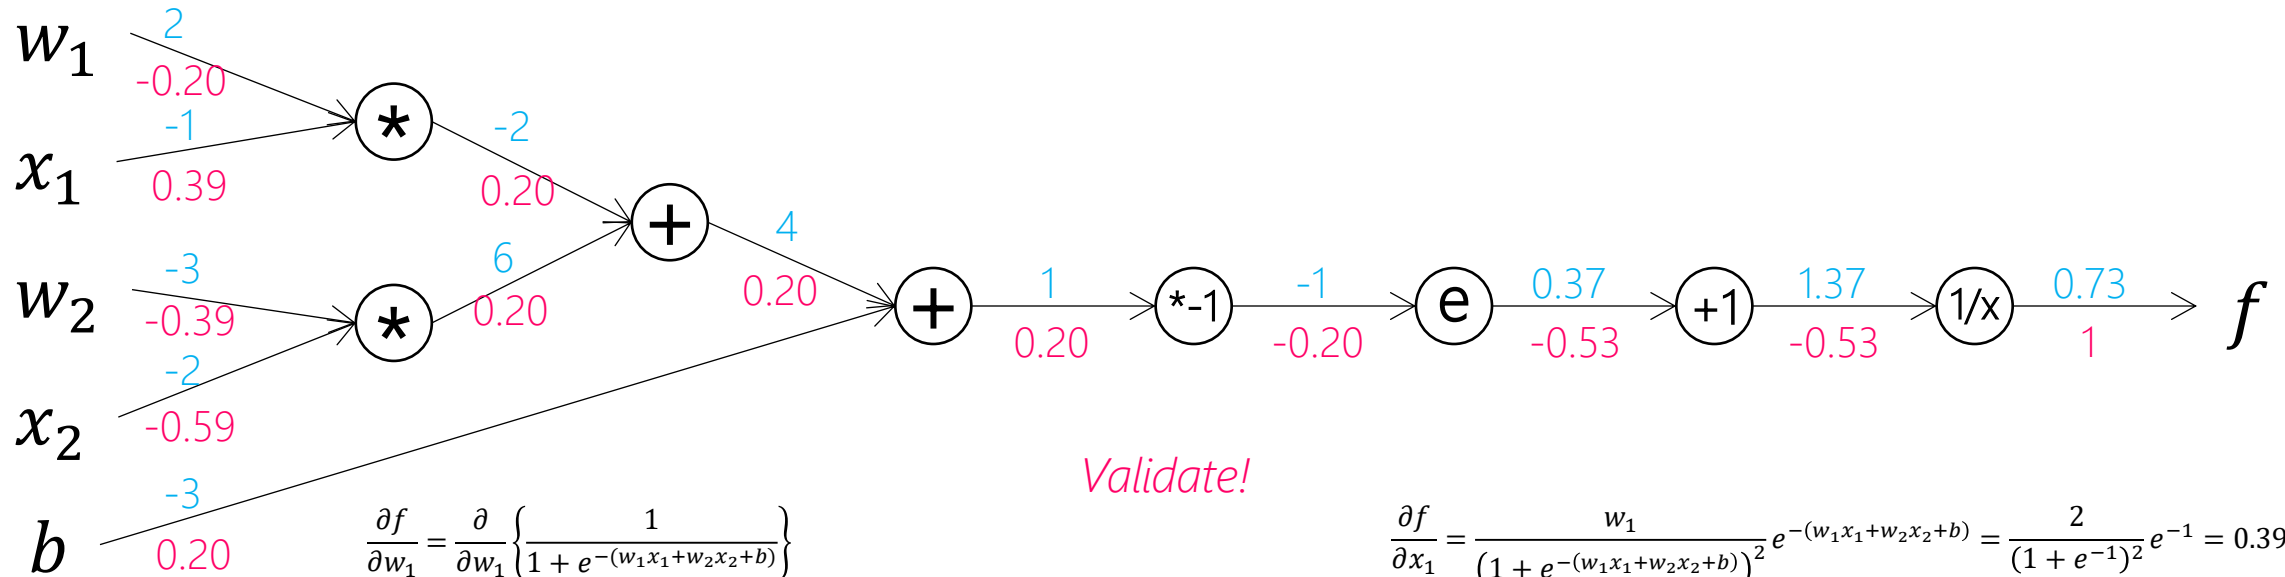 w₁ 2
-0.20
-1
x₁ 0.39
* -2
0.20
w₂ -3
-0.39
-2
x₂ -0.59
* 6
0.20
+ 4
0.20
b -3
0.20
+ 1
0.20
*-1 -1
-0.20
e 0.37
-0.53
+1 1.37
-0.53
1/x 0.73
1
f
Validate!
∂f/∂w₁ = ∂/∂w₁ {1/(1 + e^{-(w₁x₁+w₂x₂+b)})}
∂f/∂x₁ = w₁/(1 + e^{-(w₁x₁+w₂x₂+b)})² e^{-(w₁x₁+w₂x₂+b)} = 2/(1 + e^{-1})² e^{-1} = 0.39